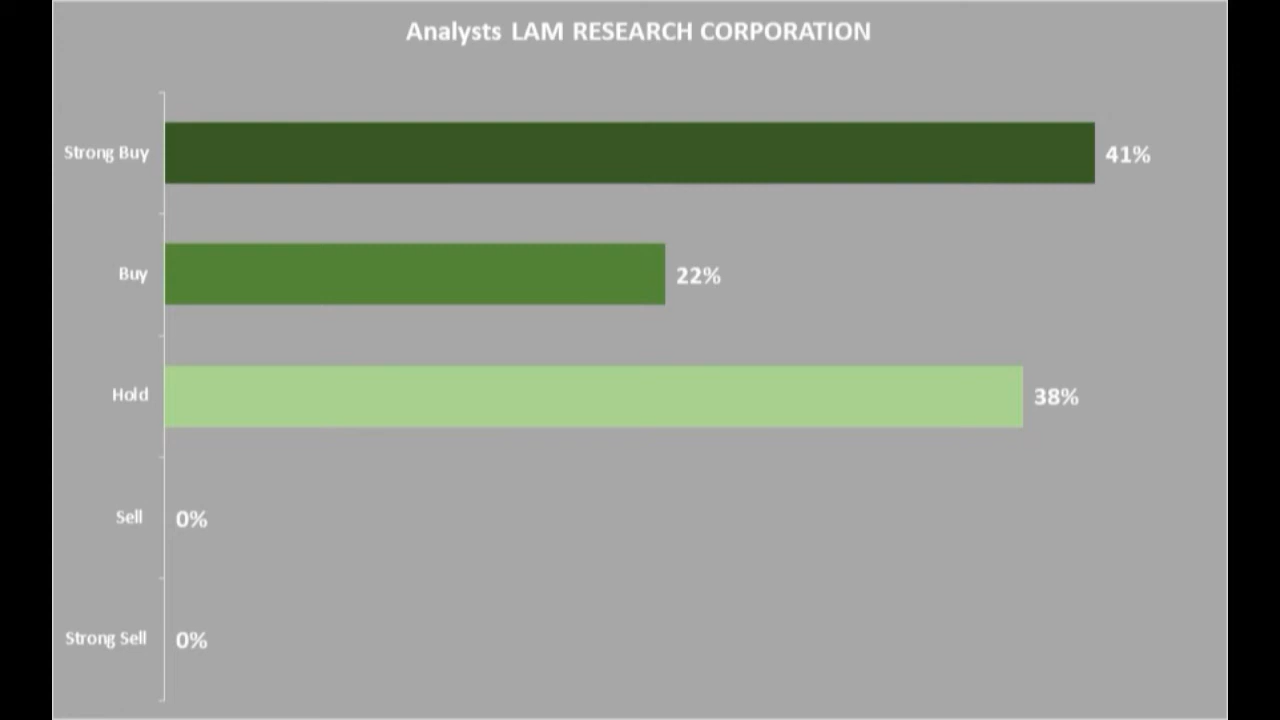 Analysts LAM RESEARCH CORPORATION
Strong Buy 41%
Buy 22%
Hold 38%
Sell 0%
Strong Sell 0%